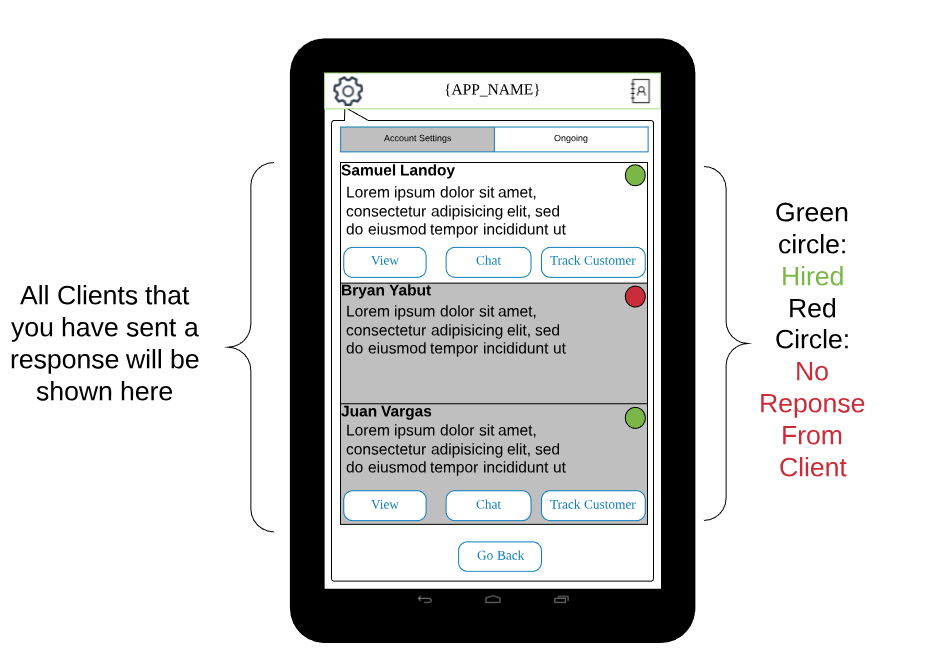 {APP_NAME}
Account Settings
Ongoing
Samuel Landoy
Lorem ipsum dolor sit amet,
consectetur adipisicing elit, sed
do eiusmod tempor incididunt ut
View
Chat
Track Customer
Bryan Yabut
Lorem ipsum dolor sit amet,
consectetur adipisicing elit, sed
do eiusmod tempor incididunt ut
Juan Vargas
Lorem ipsum dolor sit amet,
consectetur adipisicing elit, sed
do eiusmod tempor incididunt ut
View
Chat
Track Customer
Go Back
All Clients that
you have sent a
response will be
shown here
Green
circle:
Hired
Red
Circle:
No
Reponse
From
Client